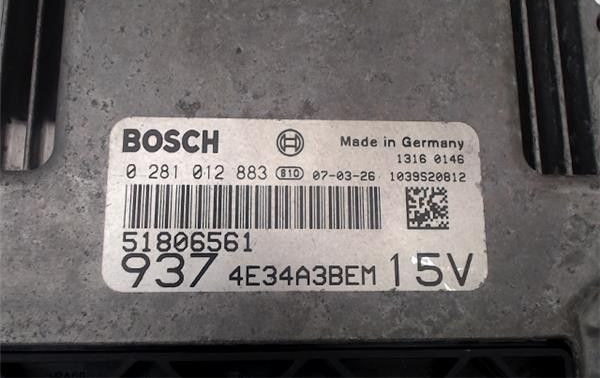 BOSCH
Made in Germany
1316 0146
0 281 012 883 810 07-03-26 1039S20812
51806561
937 4E34A3BEM 15V